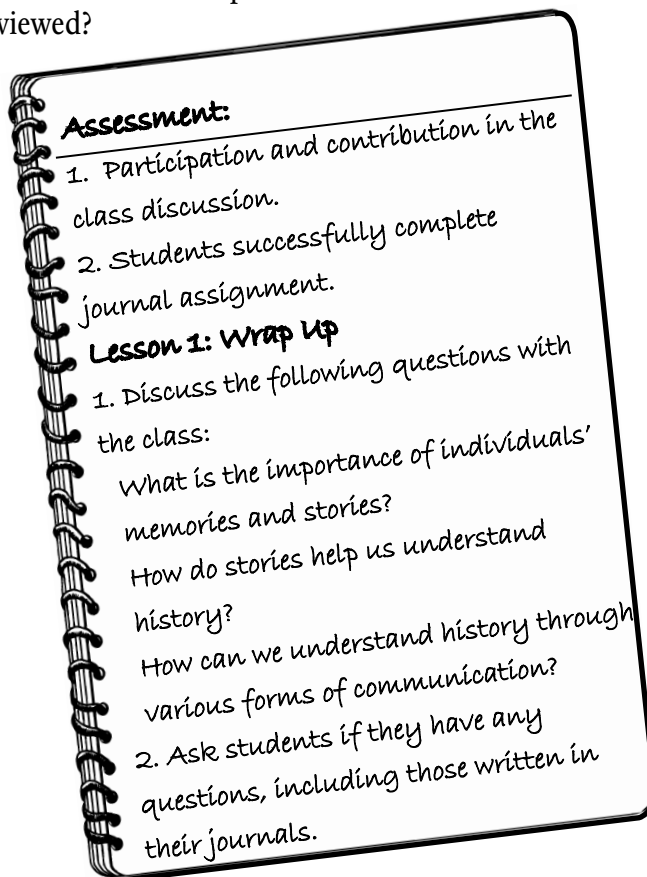 viewed?
Assessment:
1. Participation and contribution in the
class discussion.
2. Students successfully complete
journal assignment.
Lesson 1: Wrap Up
1. Discuss the following questions with
the class:
What is the importance of individuals'
memories and stories?
How do stories help us understand
history?
How can we understand history through
various forms of communication?
2. Ask students if they have any
questions, including those written in
their journals.